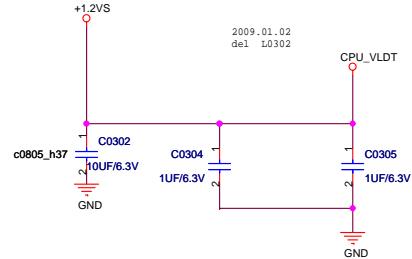 +1.2VS
2009.01.02
del L0302
CPU_VLDT
1
C0302
c0805_h37
10UF/6.3V
2
GND
1
C0304
1UF/6.3V
2
1
C0305
1UF/6.3V
2
GND